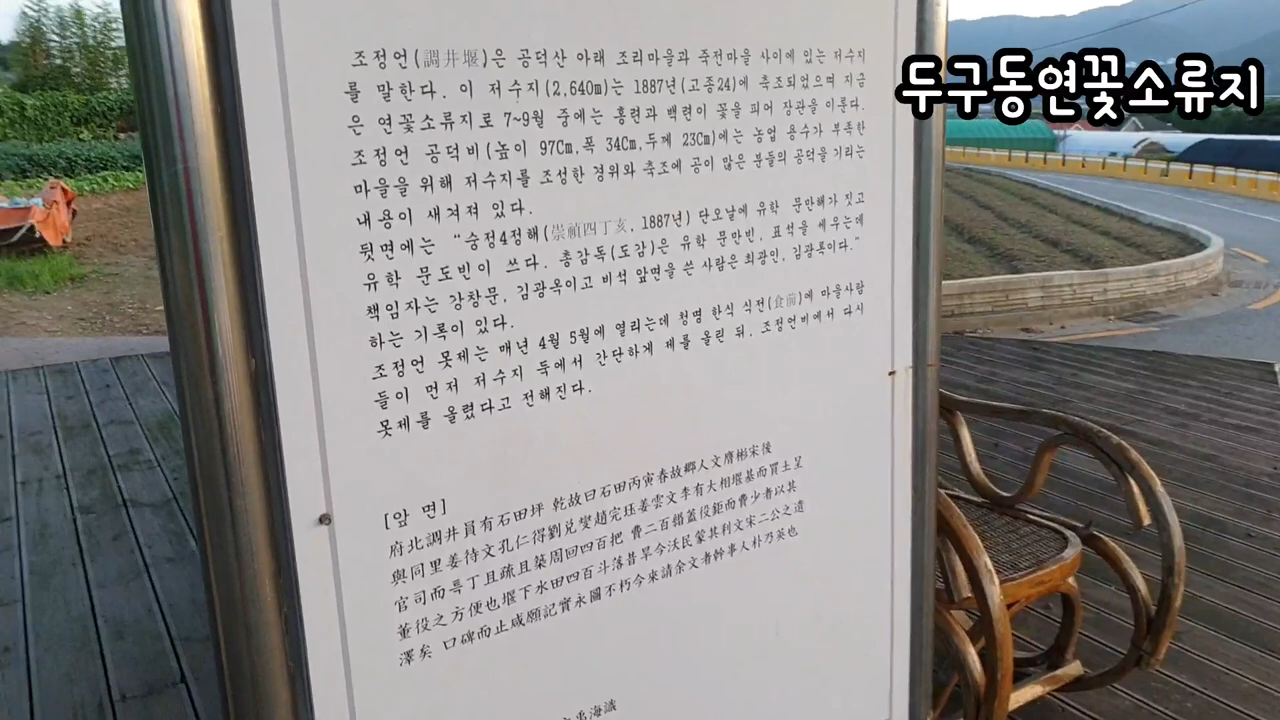 두구동연꽃소류지
조정언(調井堰)은 공덕산 아래 조리마을과 죽전마을 사이에 있는 저수지
를 말한다. 이 저수지(2,640m)는 1887년(고종24)에 축조되었으며 지금
은 연꽃소류지로 7~9월 중에는 홍련과 백련이 꽃을 피어 장관을 이룬다.
조정언 공덕비(높이 97Cm,폭 34Cm,두께 23Cm)에는 농업 용수가 부족한
마을을 위해 저수지를 조성한 경위와 축조에 공이 많은 분들의 공덕을 기리는
내용이 새겨져 있다.
뒷면에는 “숭정4정해(崇禎四丁亥, 1887년) 단오날에 유학 문만해가 짓고
유학 문도빈이 쓰다. 총감독(도감)은 유학 문만빈, 표석을 세우는데
책임자는 강창문, 김광옥이고 비석 앞면을 쓴 사람은 최광인, 김광록이다.”
하는 기록이 있다.
조정언 못제는 매년 4월 5월에 열리는데 청명 한식 식전(食前)에 마을사람
들이 먼저 저수지 둑에서 간단하게 제를 올린 뒤, 조정언비에서 다시
못제를 올렸다고 전해진다.
[앞 면]
府北調井員有石田坪 乾故曰石田丙寅春故鄕人文膺彬宋後
與同里姜待文孔仁得劉兌燮趙完珏姜雲文李有大相堰基而買土呈
官司而募丁且疏且築周回四百把 費二百緡蓋役鉅而費少者以其
董役之方便也堰下水田四百斗落昔旱今沃民蒙其利文宋二公之遺
澤矣 口碑而止咸願記實永圖不朽今來請余文者幹事人朴乃英也
禹海識